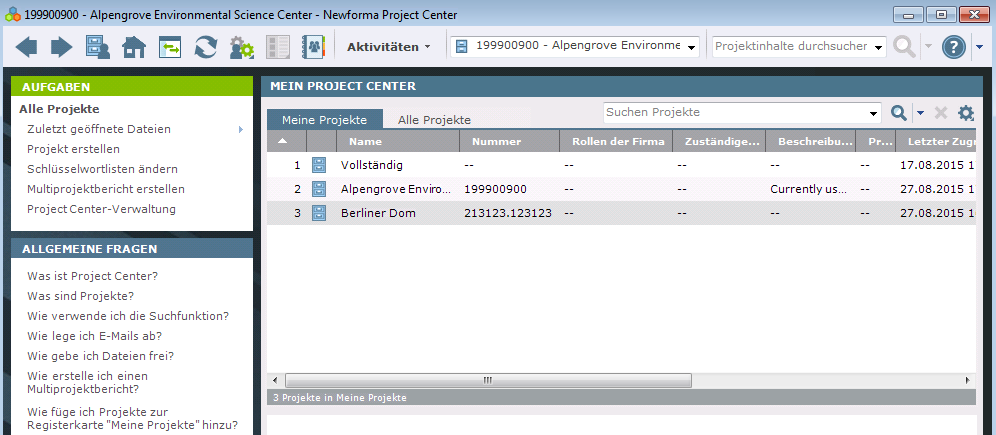 199900900 - Alpengrove Environmental Science Center - Newforma Project Center
Aktivitäten
199900900 - Alpengrove Environme
Projektinhalte durchsucher
AUFGABEN
Alle Projekte
Zuletzt geöffnete Dateien
Projekt erstellen
Schlüsselwortlisten ändern
Multiprojektbericht erstellen
Project Center-Verwaltung
ALLGEMEINE FRAGEN
Was ist Project Center?
Was sind Projekte?
Wie verwende ich die Suchfunktion?
Wie lege ich E-Mails ab?
Wie gebe ich Dateien frei?
Wie erstelle ich einen
Multiprojektbericht?
Wie füge ich Projekte zur
Registerkarte "Meine Projekte" hinzu?
MEIN PROJECT CENTER
Meine Projekte Alle Projekte Suchen Projekte
Name Nummer Rollen der Firma Zuständige... Beschreibu... Pr... Letzter Zugr
1 Vollständig -- -- -- -- -- 17.08.2015 1
2 Alpengrove Enviro... 199900900 -- -- Currently us... -- 27.08.2015 1
3 Berliner Dom 213123.123123 -- -- -- -- 27.08.2015 1
3 Projekte in Meine Projekte